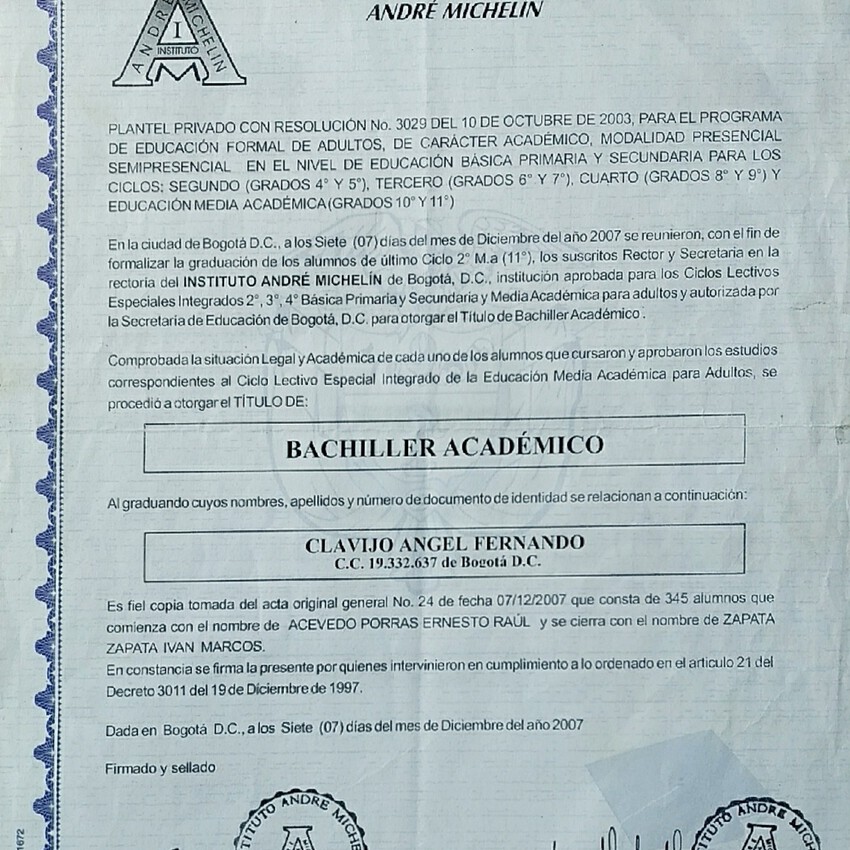 ANDRÉ MICHELIN
ANDRÉ MICHELIN
I
INSTITUTO
PLANTEL PRIVADO CON RESOLUCIÓN No. 3029 DEL 10 DE OCTUBRE DE 2003, PARA EL PROGRAMA
DE EDUCACIÓN FORMAL DE ADULTOS, DE CARÁCTER ACADÉMICO, MODALIDAD PRESENCIAL
SEMIPRESENCIAL EN EL NIVEL DE EDUCACIÓN BÁSICA PRIMARIA Y SECUNDARIA PARA LOS
CICLOS: SEGUNDO (GRADOS 4° Y 5°), TERCERO (GRADOS 6° Y 7°), CUARTO (GRADOS 8° Y 9°) Y
EDUCACIÓN MEDIA ACADÉMICA (GRADOS 10° Y 11°)
En la ciudad de Bogotá D.C., a los Siete (07) días del mes de Diciembre del año 2007 se reunieron, con el fin de
formalizar la graduación de los alumnos de último Ciclo 2° M.a (11°), los suscritos Rector y Secretaria en la
rectoria del INSTITUTO ANDRÉ MICHELÍN de Bogotá, D.C., institución aprobada para los Ciclos Lectivos
Especiales Integrados 2°, 3°, 4° Básica Primaria y Secundaria y Media Académica para adultos y autorizada por
la Secretaria de Educación de Bogotá, D.C. para otorgar el Título de Bachiller Académico.
Comprobada la situación Legal y Académica de cada uno de los alumnos que cursaron y aprobaron los estudios
correspondientes al Ciclo Lectivo Especial Integrado de la Educación Media Académica para Adultos, se
procedió a otorgar el TÍTULO DE:
BACHILLER ACADÉMICO
Al graduando cuyos nombres, apellidos y número de documento de identidad se relacionan a continuación:
CLAVIJO ANGEL FERNANDO
C.C. 19.332.637 de Bogotá D.C.
Es fiel copia tomada del acta original general No. 24 de fecha 07/12/2007 que consta de 345 alumnos que
comienza con el nombre de ACEVEDO PORRAS ERNESTO RAÚL y se cierra con el nombre de ZAPATA
ZAPATA IVAN MARCOS.
En constancia se firma la presente por quienes intervinieron en cumplimiento a lo ordenado en el articulo 21 del
Decreto 3011 del 19 de Diciembre de 1997.
Dada en Bogotá D.C., a los Siete (07) días del mes de Diciembre del año 2007
Firmado y sellado
1672